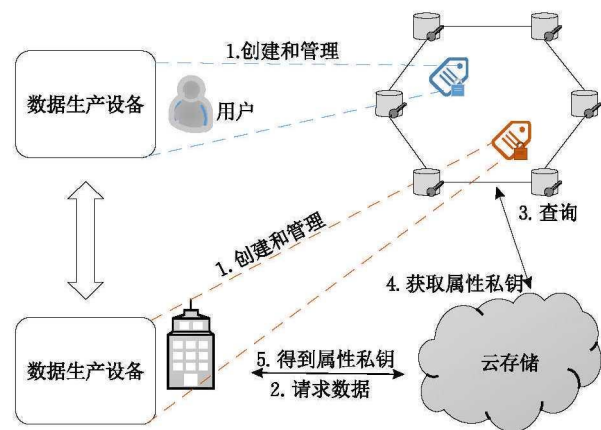 1.创建和管理
数据生产设备
用户
1.创建和管理
3.查询
4.获取属性私钥
数据生产设备
5.得到属性私钥
2.请求数据
云存储